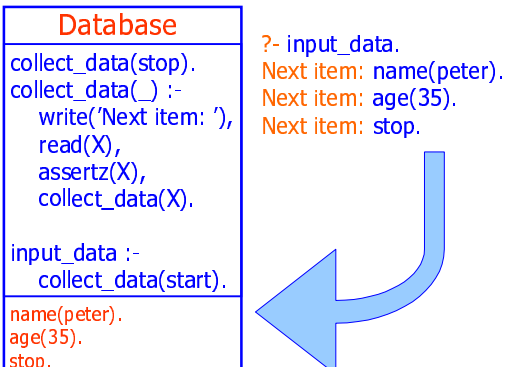 Database
collect_data(stop).
collect_data(_) :-
write('Next item: '),
read(X),
assertz(X),
collect_data(X).
input_data :-
collect_data(start).
name(peter).
age(35).
stop.
?- input_data.
Next item: name(peter).
Next item: age(35).
Next item: stop.